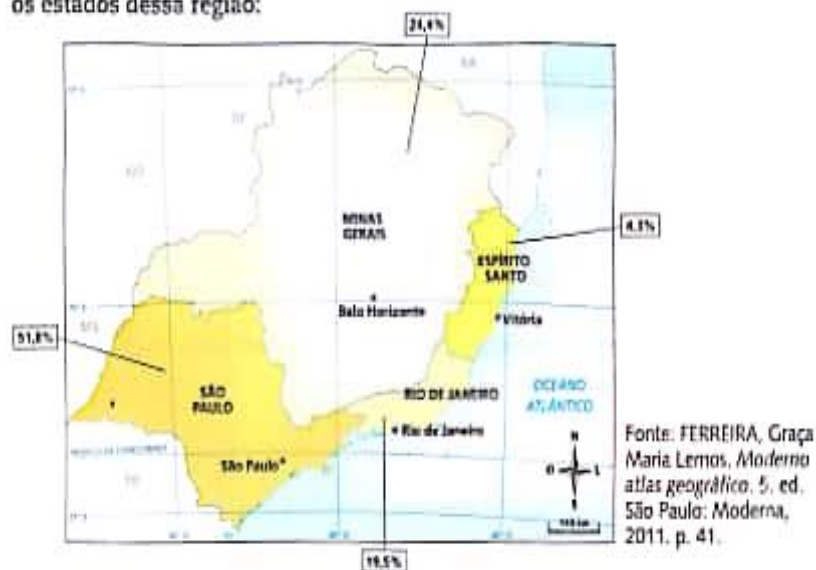 os estados dessa região:
24,4%
MINAS
GERAIS
ESPÍRITO
SANTO
4,3%
Belo Horizonte
Vitória
51,8%
SÃO
PAULO
RIO DE JANEIRO
OCEANO
ATLÂNTICO
Rio de Janeiro
São Paulo
N
O
L
S
19,5%
Fonte: FERREIRA, Graça
Maria Lemos. Moderno
atlas geográfico. 5. ed.
São Paulo: Moderna,
2011. p. 41.